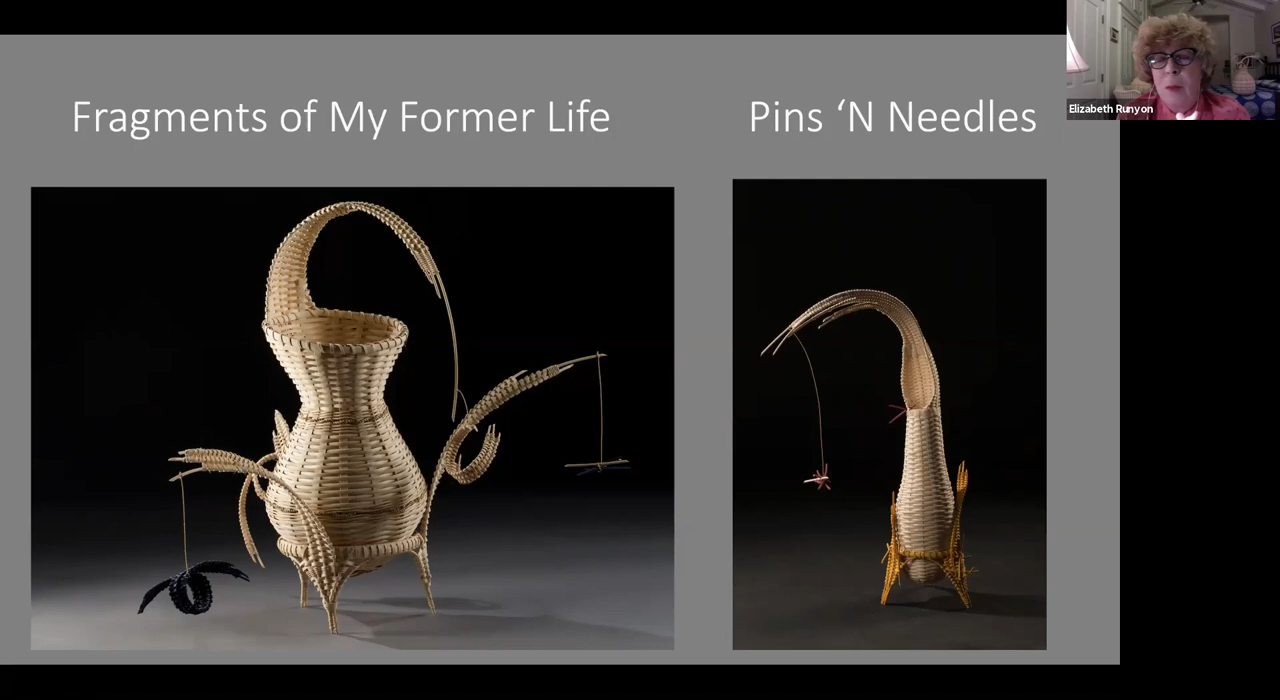 Fragments of My Former Life
Pins ‘N Needles
Elizabeth Runyon